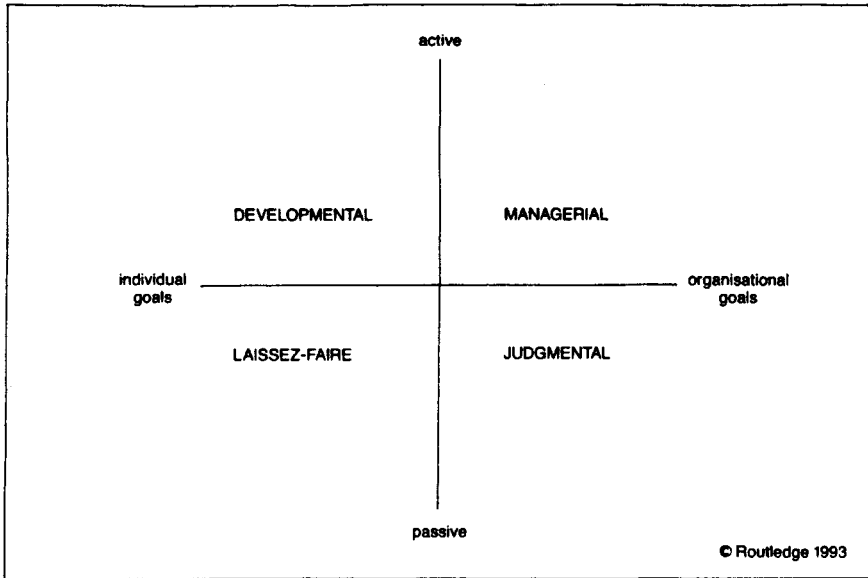 active
DEVELOPMENTAL
MANAGERIAL
individual
goals
organisational
goals
LAISSEZ-FAIRE
JUDGMENTAL
passive
© Routledge 1993